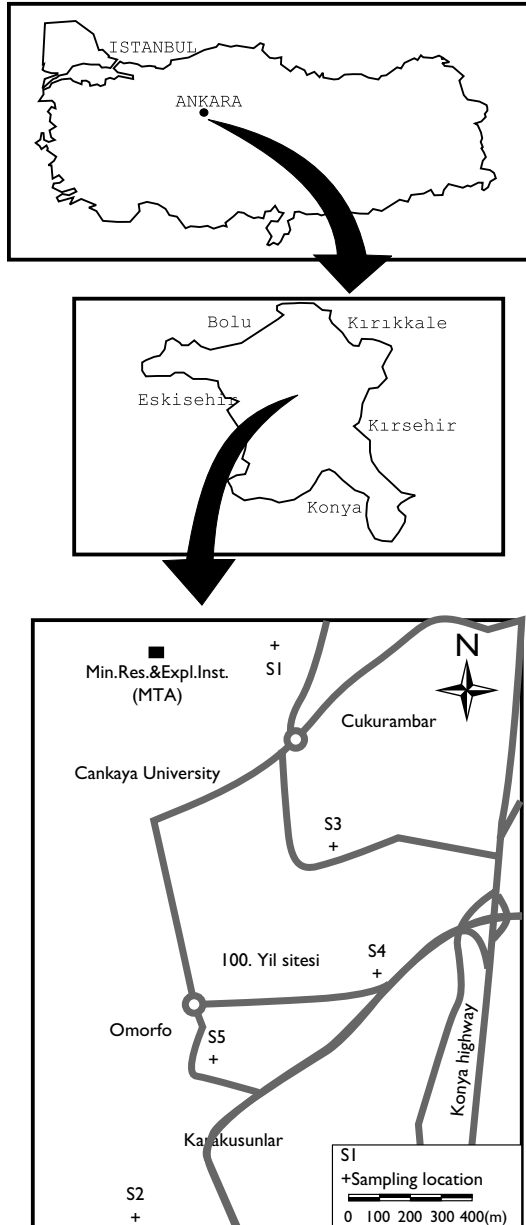 ISTANBUL
ANKARA
Bolu
Kırıkkale
Eskisehir
Kırsehir
Konya
N
Min.Res.&Expl.Inst.
(MTA)
S1
Cukurambar
Cankaya University
S3
100. Yil sitesi
S4
Omorfo
S5
Konya highway
Karakusunlar
S2
S1
+Sampling location
0 100 200 300 400(m)